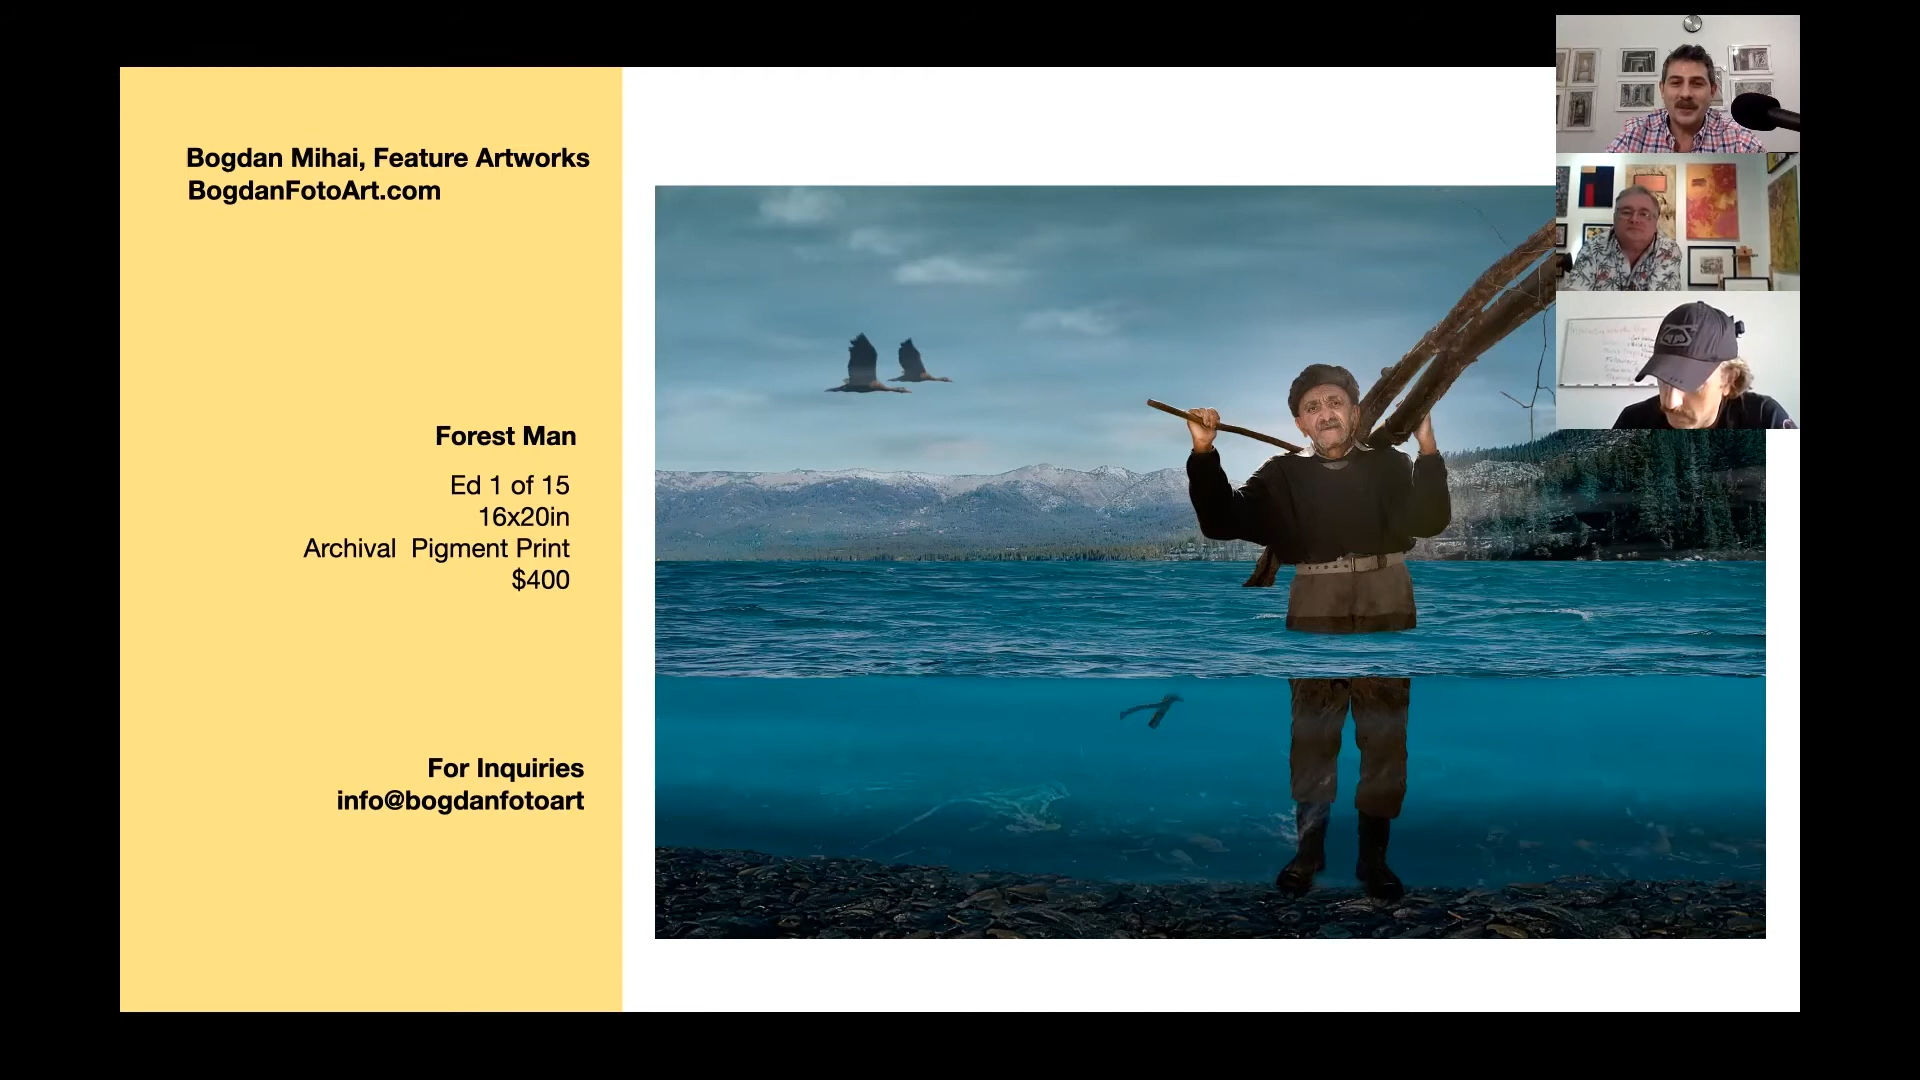 Bogdan Mihai, Feature Artworks
BogdanFotoArt.com
Forest Man
Ed 1 of 15
16x20in
Archival Pigment Print
$400
For Inquiries
info@bogdanfotoart